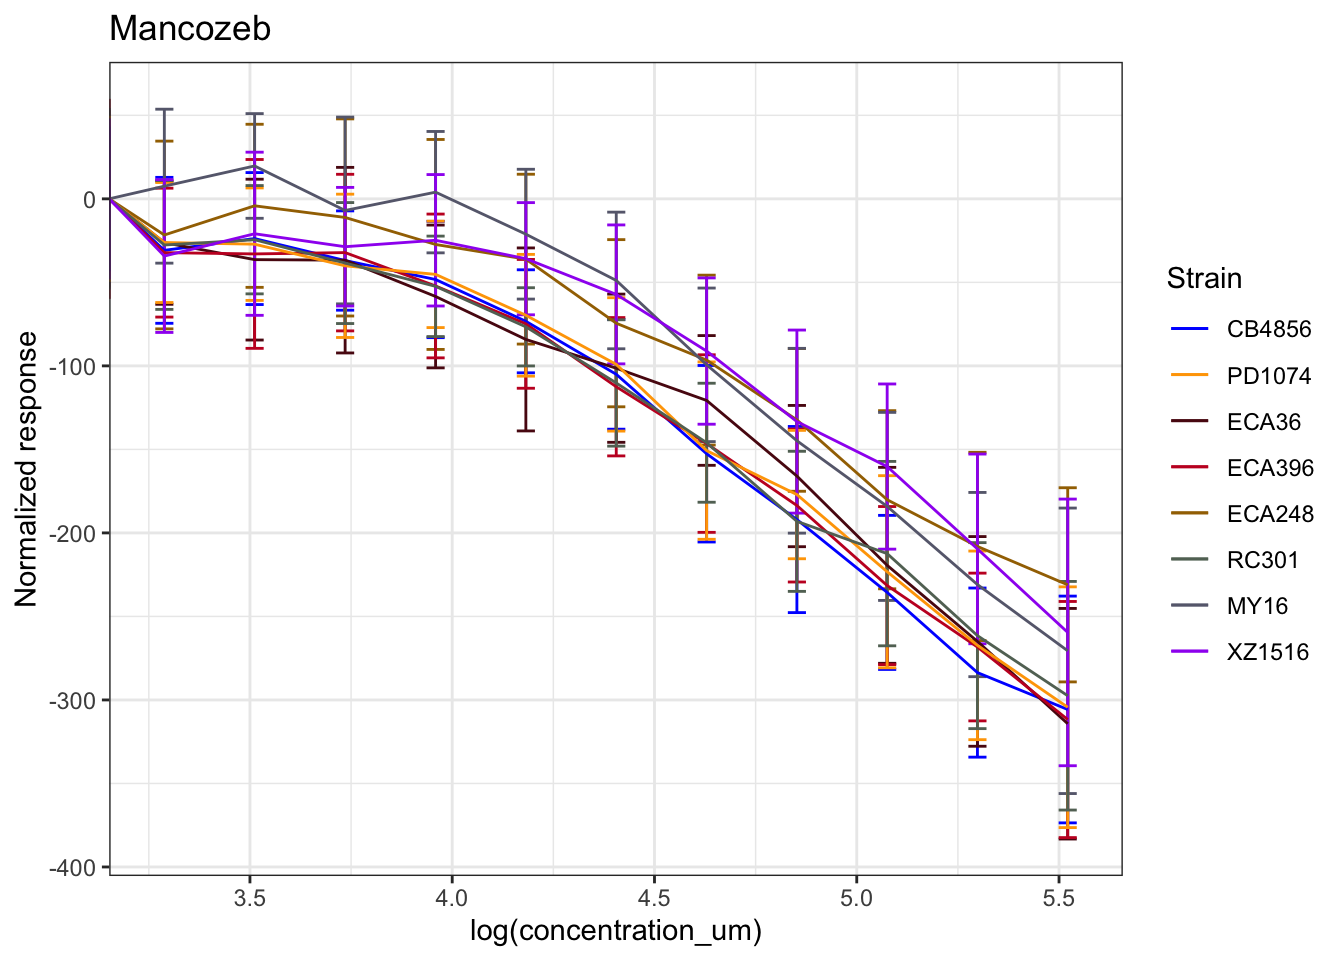 Mancozeb
Normalized response
0
-100
-200
-300
-400
3.5
4.0
4.5
5.0
5.5
log(concentration_um)
Strain
CB4856
PD1074
ECA36
ECA396
ECA248
RC301
MY16
XZ1516